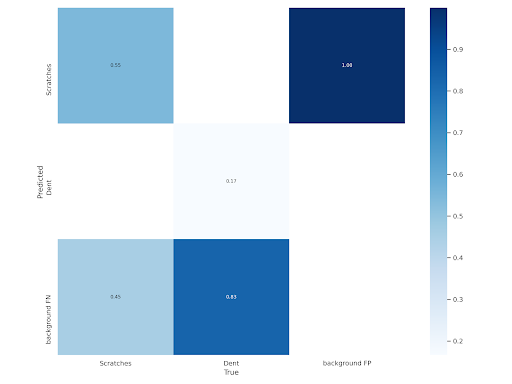 Scratches
0.55
1.00
0.9
0.8
0.7
0.6
0.5
0.4
0.3
0.2
Predicted
Dent
0.17
background FN
0.45
0.83
Scratches
Dent
background FP
True